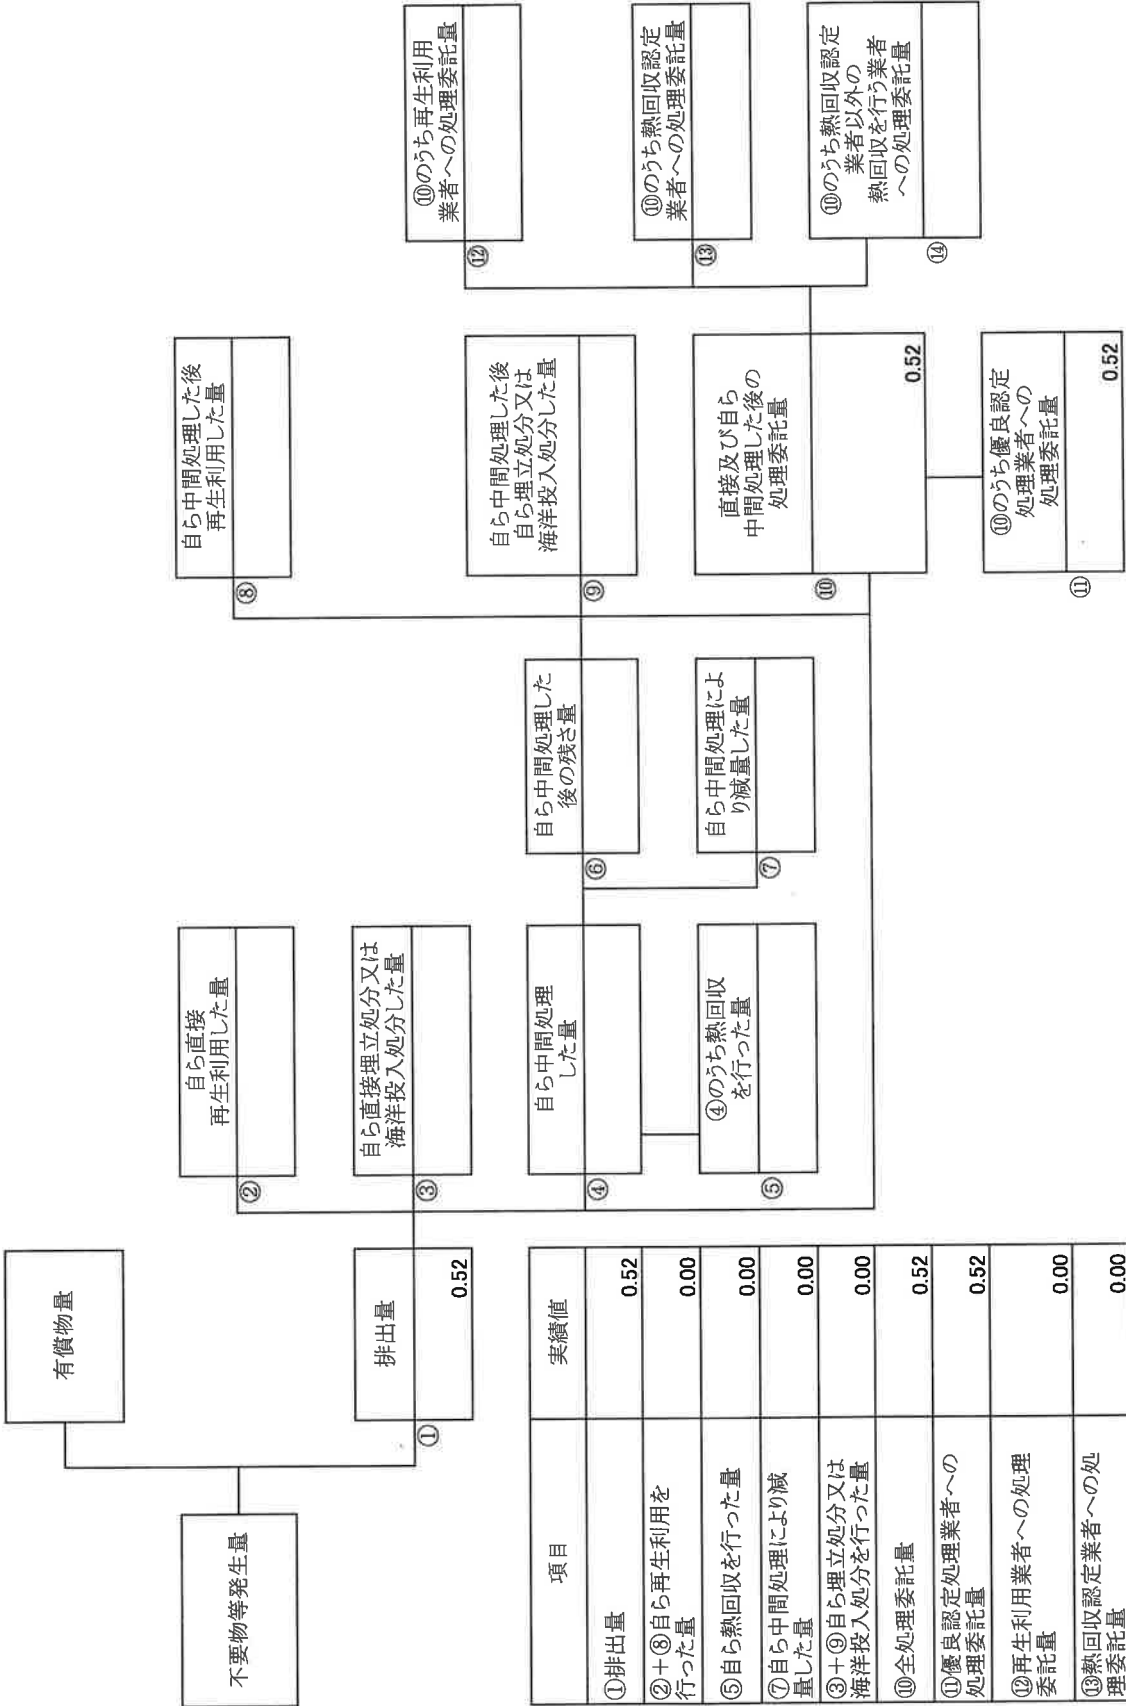 不要物等発生量
有償物量
排出量
①
0.52
自ら直接
再生利用した量
②
自ら直接埋立処分又は
海洋投入処分した量
③
自ら中間処理
した量
④
④のうち熱回収
を行った量
⑤
自ら中間処理した
後の残さ量
⑥
自ら中間処理によ
り減量した量
⑦
自ら中間処理した後
再生利用した量
⑧
自ら中間処理した後
自ら埋立処分又は
海洋投入処分した量
⑨
直接及び自ら
中間処理した後の
処理委託量
⑩
0.52
⑩のうち優良認定
処理業者への
処理委託量
⑪
0.52
⑩のうち再生利用
業者への処理委託量
⑫
⑩のうち熱回収認定
業者への処理委託量
⑬
⑩のうち熱回収認定
業者以外の
熱回収を行う業者
への処理委託量
⑭
項目 実績値
①排出量 0.52
②+⑧自ら再生利用を
行った量 0.00
⑤自ら熱回収を行った量 0.00
⑦自ら中間処理により減
量した量 0.00
③+⑨自ら埋立処分又は
海洋投入処分を行った量 0.00
⑩全処理委託量 0.52
⑪優良認定処理業者への
処理委託量 0.52
⑫再生利用業者への処理
委託量 0.00
⑬熱回収認定業者への処
理委託量 0.00